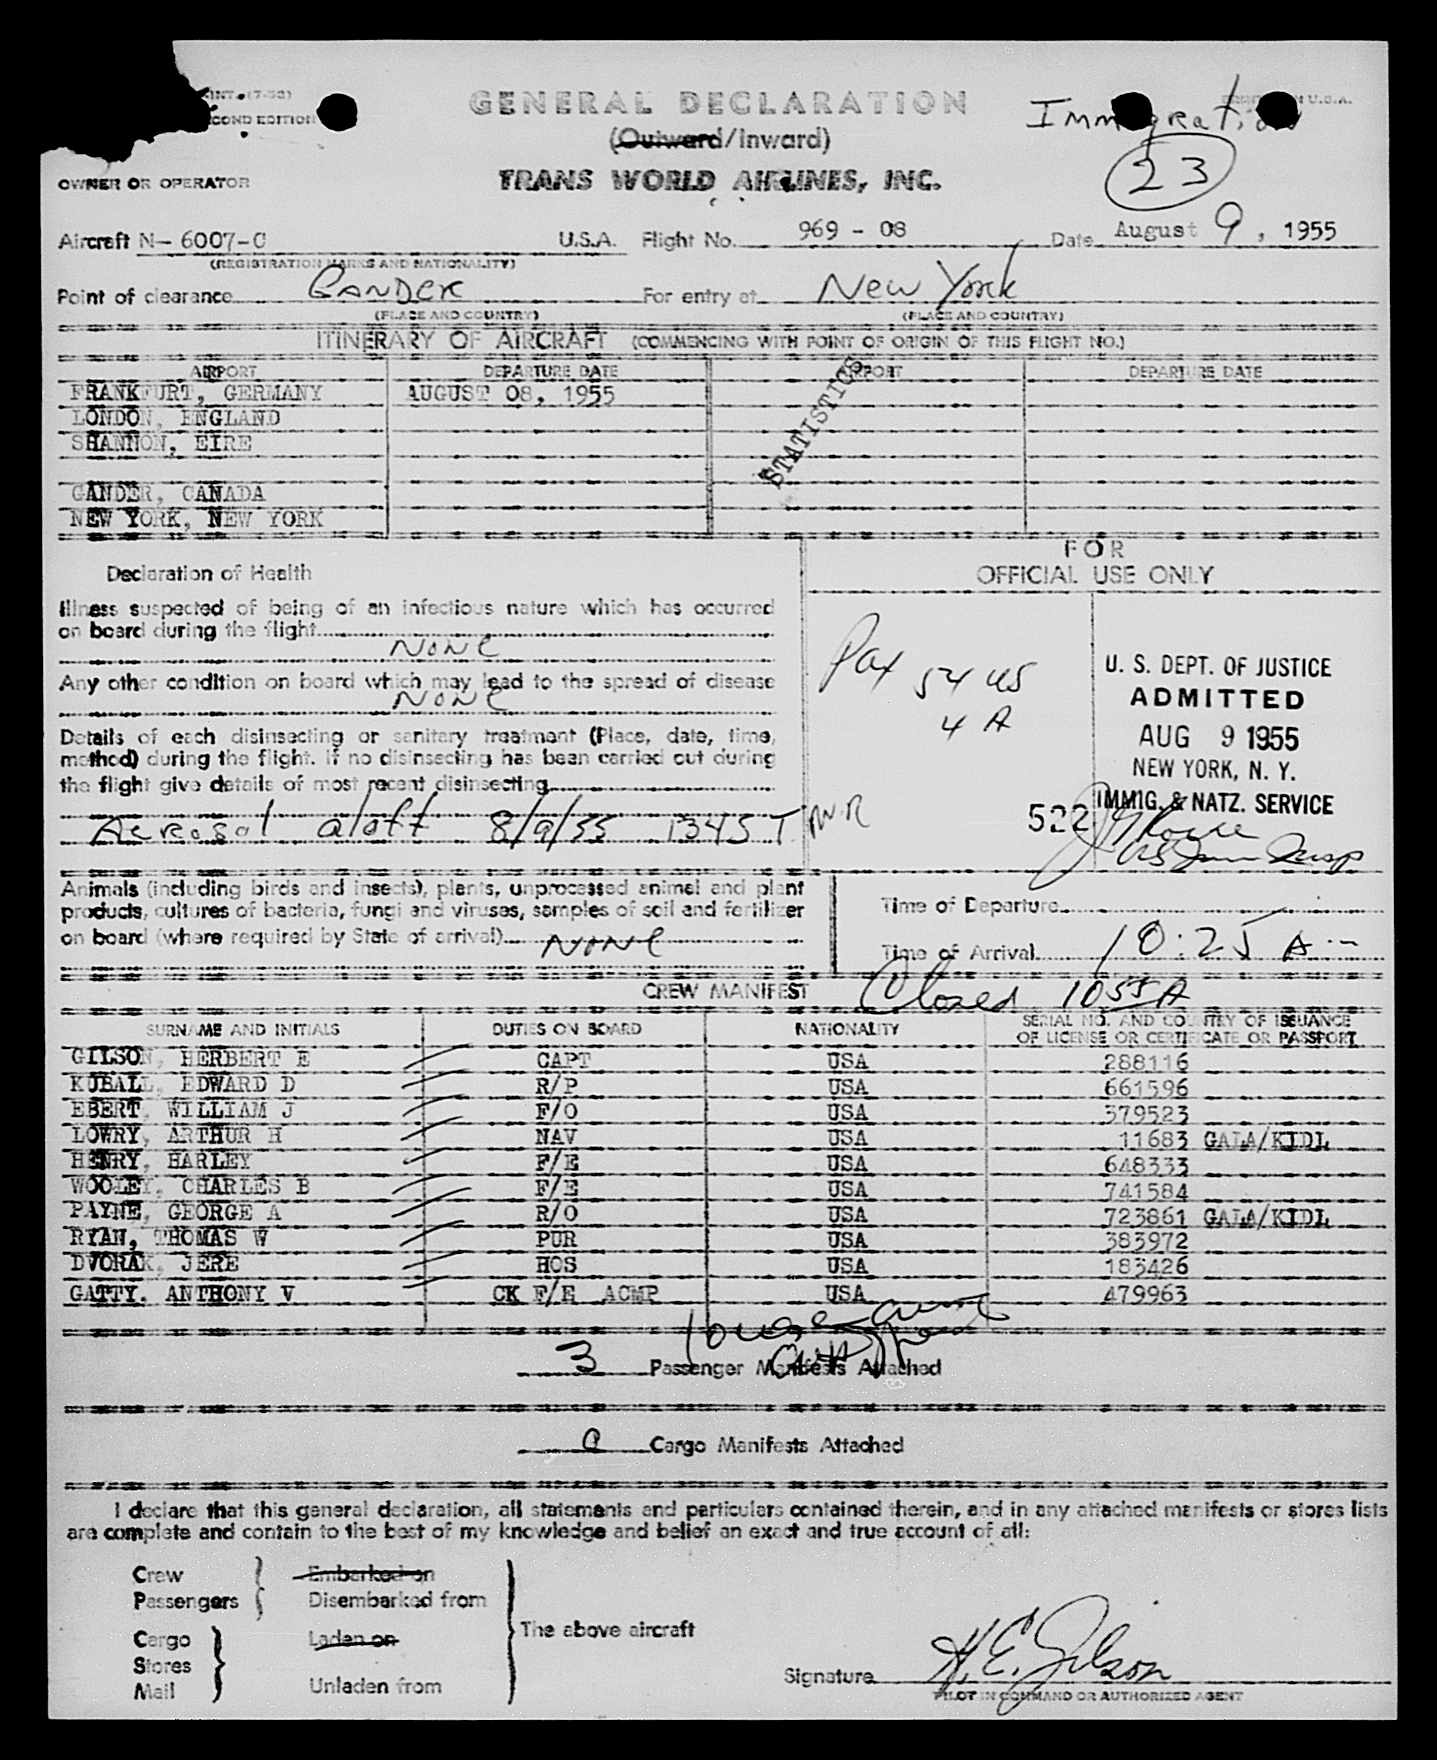 INT. (7-53)
COND EDITION
GENERAL DECLARATION
(Outward/Inward)
Immigration
OWNER OR OPERATOR
TRANS WORLD AIRLINES, INC.
23
Aircraft N- 6007-C U.S.A. Flight No. 969 - 08 Date August 9, 1955
(REGISTRATION MARKS AND NATIONALITY)
Point of clearance Gander For entry at New York
(PLACE AND COUNTRY) (PLACE AND COUNTRY)
ITINERARY OF AIRCRAFT (COMMENCING WITH POINT OF ORIGIN OF THIS FLIGHT NO.)
AIRPORT DEPARTURE DATE AIRPORT DEPARTURE DATE
FRANKFURT, GERMANY AUGUST 08, 1955
LONDON, ENGLAND
SHANNON, EIRE
STATISTICS
GANDER, CANADA
NEW YORK, NEW YORK
FOR
OFFICIAL USE ONLY
Declaration of Health
Illness suspected of being of an infectious nature which has occurred
on board during the flight
None
Any other condition on board which may lead to the spread of disease
None
Details of each disinsecting or sanitary treatment (Place, date, time,
method) during the flight. If no disinsecting has been carried out during
the flight give details of most recent disinsecting
Aerosol aloft 8/9/55 1345
Pax 54 US
4 A
U. S. DEPT. OF JUSTICE
ADMITTED
AUG 9 1955
NEW YORK, N. Y.
IMMIG. & NATZ. SERVICE
522
Animals (including birds and insects), plants, unprocessed animal and plant
products, cultures of bacteria, fungi and viruses, samples of soil and fertilizer
on board (where required by State of arrival) None
Time of Departure
Time of Arrival 10:25 A
Closed 1055A
CREW MANIFEST
SURNAME AND INITIALS DUTIES ON BOARD NATIONALITY SERIAL NO. AND COUNTRY OF ISSUANCE
OF LICENSE OR CERTIFICATE OR PASSPORT
GILSON, HERBERT E CAPT USA 288116
KUBALL, EDWARD D R/P USA 661596
EBERT, WILLIAM J F/O USA 379523
LOWRY, ARTHUR H NAV USA 11683 GALA/KIDL
HENRY, HARLEY F/E USA 648333
WOOLEY, CHARLES B F/E USA 741584
PAYNE, GEORGE A R/O USA 723861 GALA/KIDL
RYAN, THOMAS W PUR USA 383972
DVORAK, JERE HOS USA 183426
GATTY. ANTHONY V CK F/E ACMP USA 479963
3 Passenger Manifests Attached
0 Cargo Manifests Attached
I declare that this general declaration, all statements and particulars contained therein, and in any attached manifests or stores lists
are complete and contain to the best of my knowledge and belief an exact and true account of all:
Crew Embarked on
Passengers Disembarked from
The above aircraft
Cargo Laden on
Stores
Mail Unladen from
Signature H. E. Gilson
PILOT IN COMMAND OR AUTHORIZED AGENT